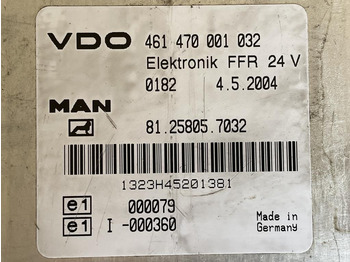 VDO 461 470 001 032
Elektronik FFR 24 V
0182 4.5.2004
MAN
81.25805.7032
1323H45201381
e1 000079
e1 I -000360
Made in
Germany